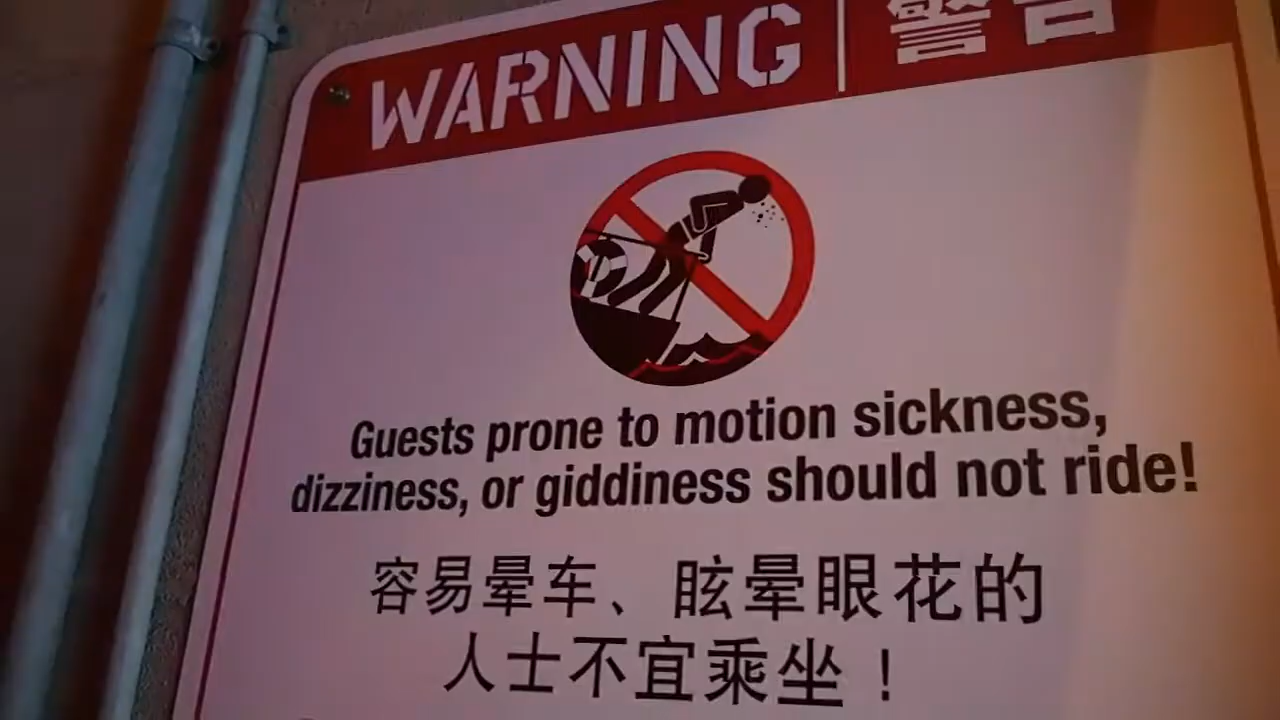 WARNING | 警告
Guests prone to motion sickness,
dizziness, or giddiness should not ride!
容易晕车、眩晕眼花的
人士不宜乘坐！